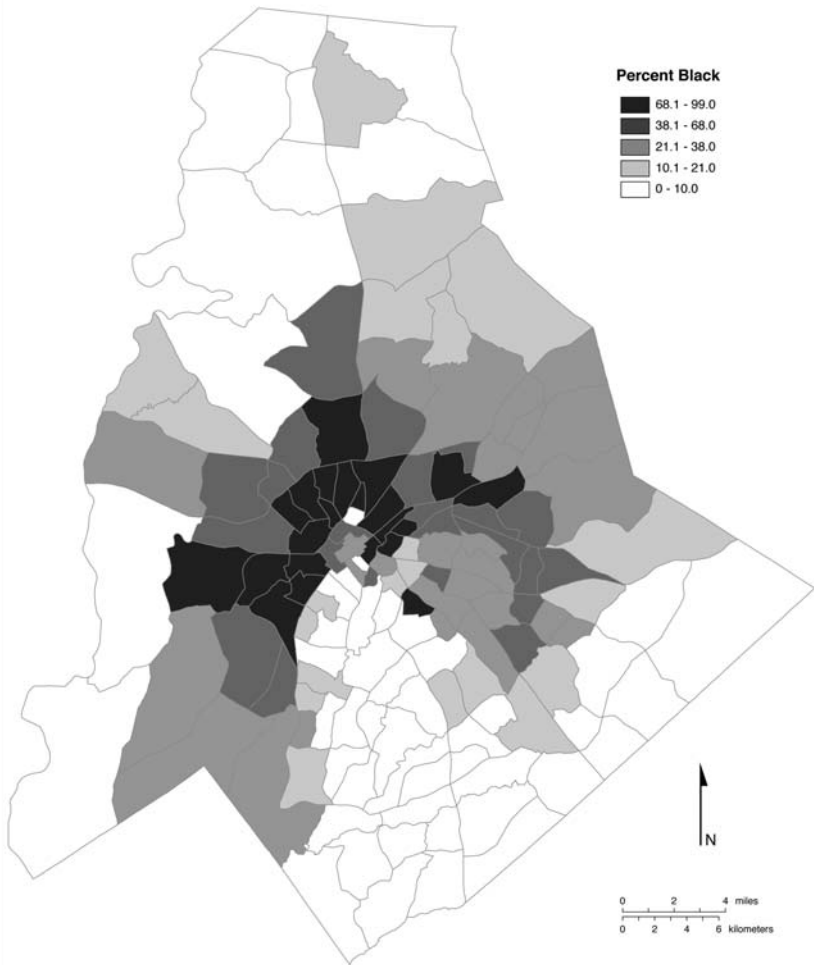 Percent Black
68.1 - 99.0
38.1 - 68.0
21.1 - 38.0
10.1 - 21.0
0 - 10.0
N
0 2 4 miles
0 2 4 6 kilometers